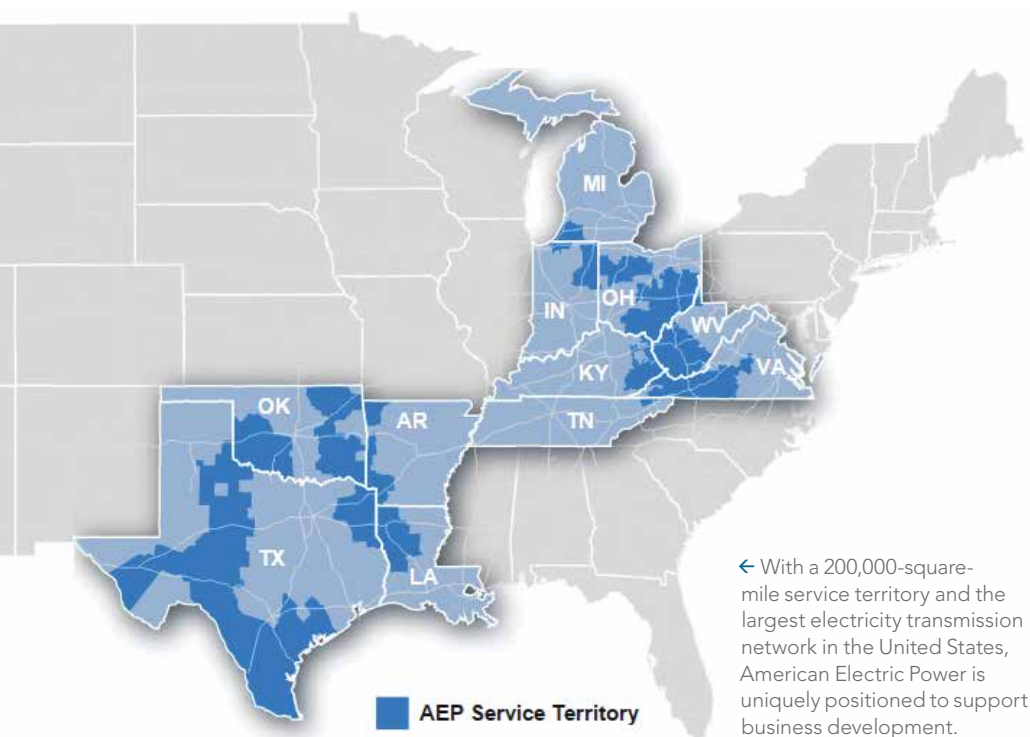 MI
IN
OH
WV
VA
KY
TN
OK
AR
TX
LA
← With a 200,000-square-
mile service territory and the
largest electricity transmission
network in the United States,
American Electric Power is
uniquely positioned to support
business development.
AEP Service Territory